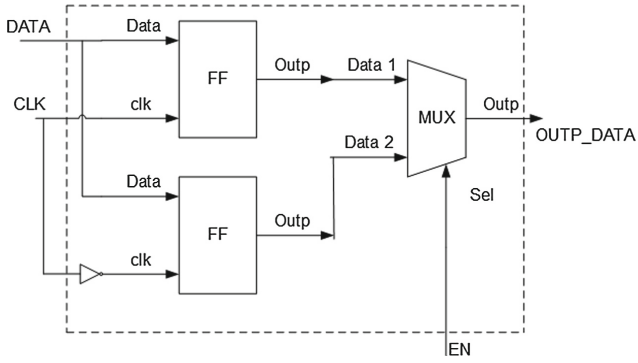 DATA
Data
FF
CLK
clk
Outp
Data 1
MUX
Outp
OUTP_DATA
Data 2
Data
Sel
FF
Outp
clk
EN